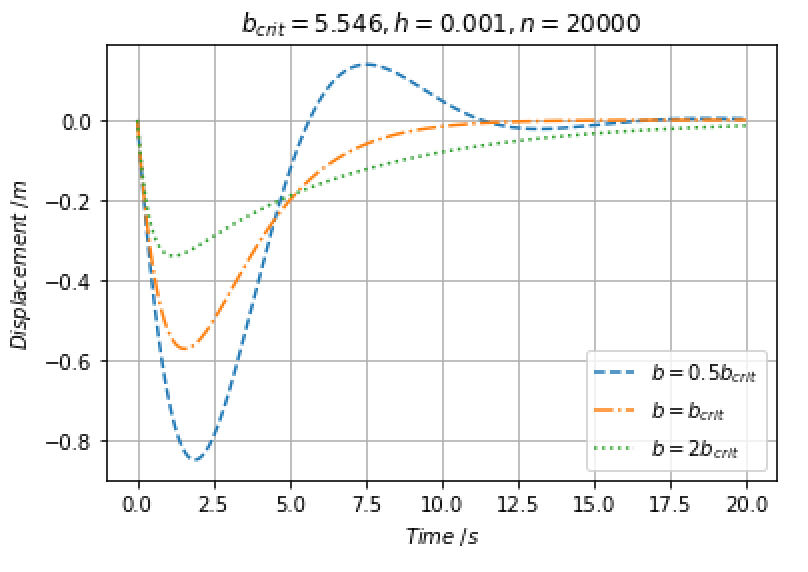 b_crit = 5.546, h = 0.001, n = 20000
Displacement /m
0.0
−0.2
−0.4
−0.6
−0.8
0.0 2.5 5.0 7.5 10.0 12.5 15.0 17.5 20.0
Time /s
b = 0.5b_crit
b = b_crit
b = 2b_crit